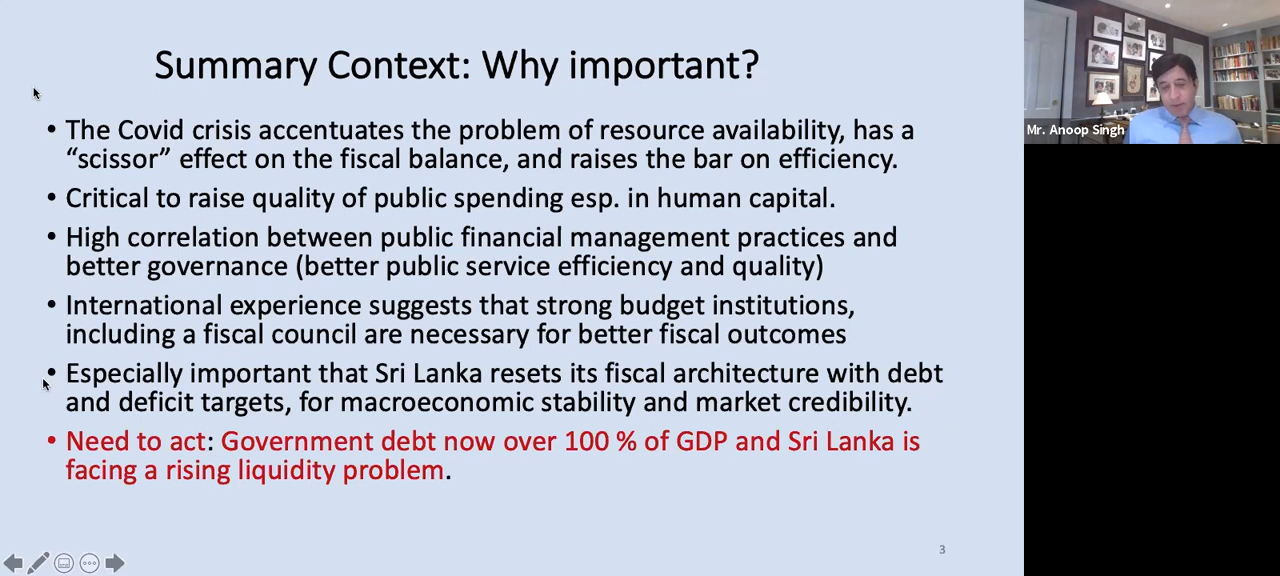 Summary Context: Why important?
• The Covid crisis accentuates the problem of resource availability, has a
“scissor” effect on the fiscal balance, and raises the bar on efficiency.
• Critical to raise quality of public spending esp. in human capital.
• High correlation between public financial management practices and
better governance (better public service efficiency and quality)
• International experience suggests that strong budget institutions,
including a fiscal council are necessary for better fiscal outcomes
• Especially important that Sri Lanka resets its fiscal architecture with debt
and deficit targets, for macroeconomic stability and market credibility.
• Need to act: Government debt now over 100 % of GDP and Sri Lanka is
facing a rising liquidity problem.
3
Mr. Anoop Singh